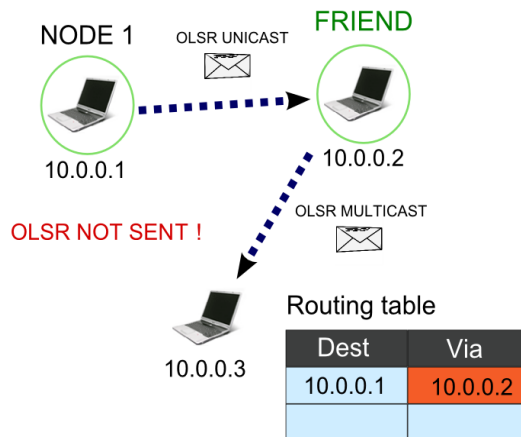 NODE 1
OLSR UNICAST
FRIEND
10.0.0.1
10.0.0.2
OLSR NOT SENT !
OLSR MULTICAST
10.0.0.3
Routing table
Dest Via
10.0.0.1 10.0.0.2